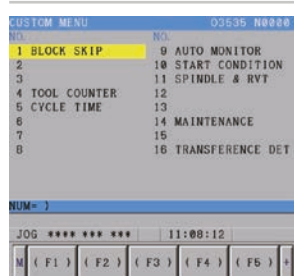 CUSTOM MENU O3535 N0000
NO. NO.
1 BLOCK SKIP 9 AUTO MONITOR
2 10 START CONDITION
3 11 SPINDLE & RVT
4 TOOL COUNTER 12
5 CYCLE TIME 13
6 14 MAINTENANCE
7 15
8 16 TRANSFERENCE DET
NUM= )
JOG **** *** *** 11:08:12
M ( F1 ) ( F2 ) ( F3 ) ( F4 ) ( F5 ) +